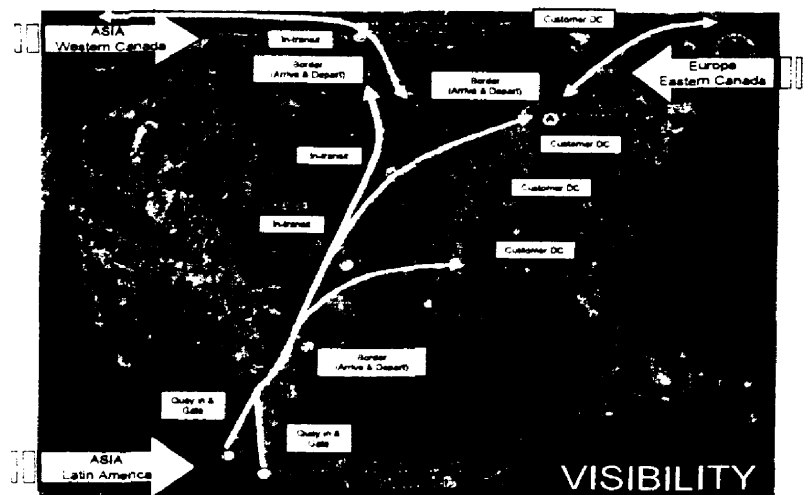 Customer DC
ASIA
Western Canada
In-transit
Border
(Arrive & Depart)
Border
(Arrive & Depart)
Europe
Eastern Canada
Customer DC
In-transit
Customer DC
In-transit
Customer DC
Border
(Arrive & Depart)
Quay in &
Gate
Quay in &
Gate
ASIA
Latin America
VISIBILITY